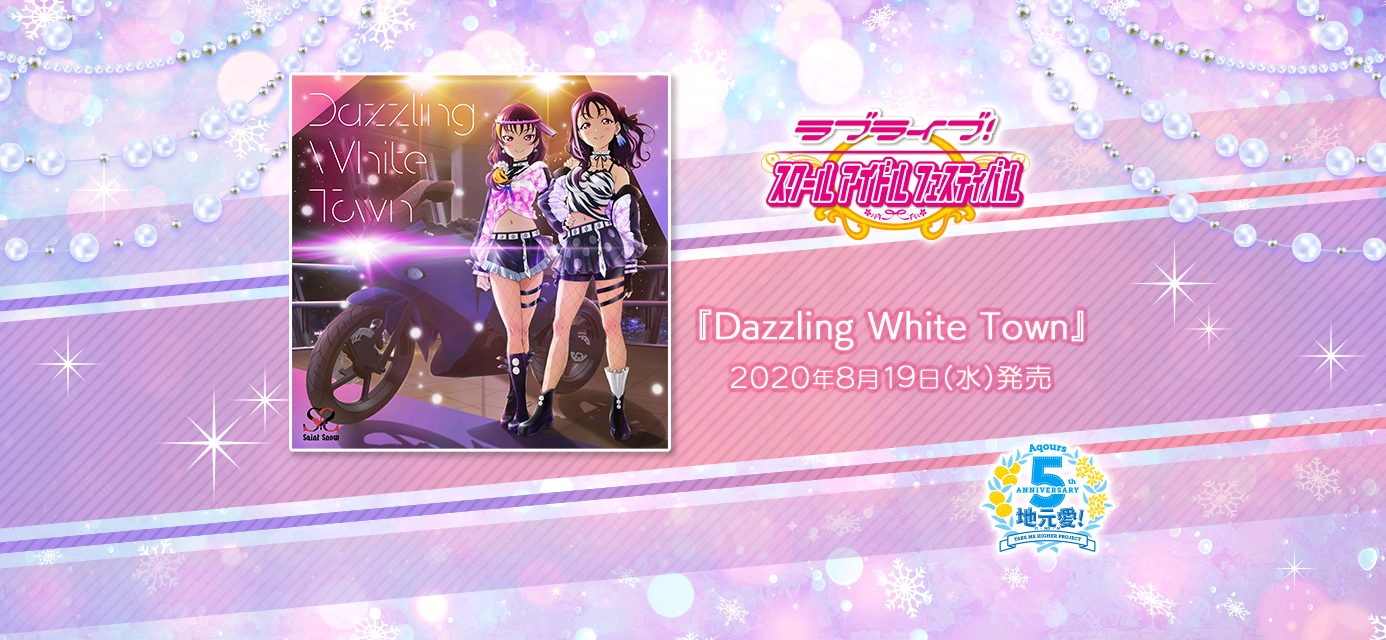 Dazzling
White
Town
Saint Snow
ラブライブ!
スクールアイドルフェスティバル
『Dazzling White Town』
2020年8月19日(水)発売
Aqours
5th
ANNIVERSARY
地元愛!
TAKE ME HIGHER PROJECT